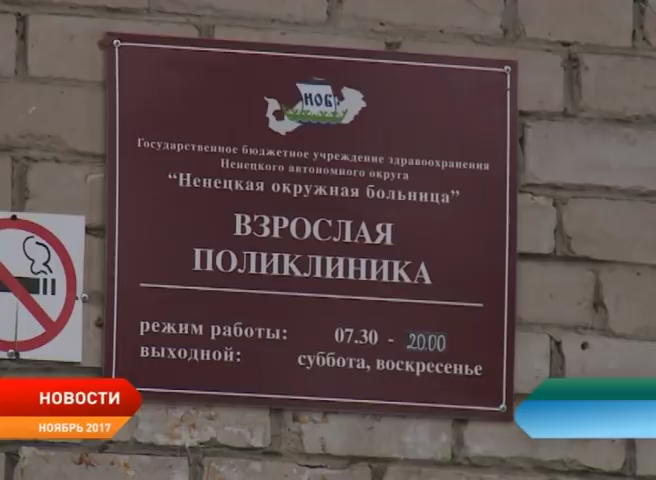 НОБ
Государственное бюджетное учреждение здравоохранения
Ненецкого автономного округа
“Ненецкая окружная больница”
ВЗРОСЛАЯ
ПОЛИКЛИНИКА
режим работы: 07.30 - 20.00
выходной: суббота, воскресенье
НОВОСТИ
НОЯБРЬ 2017